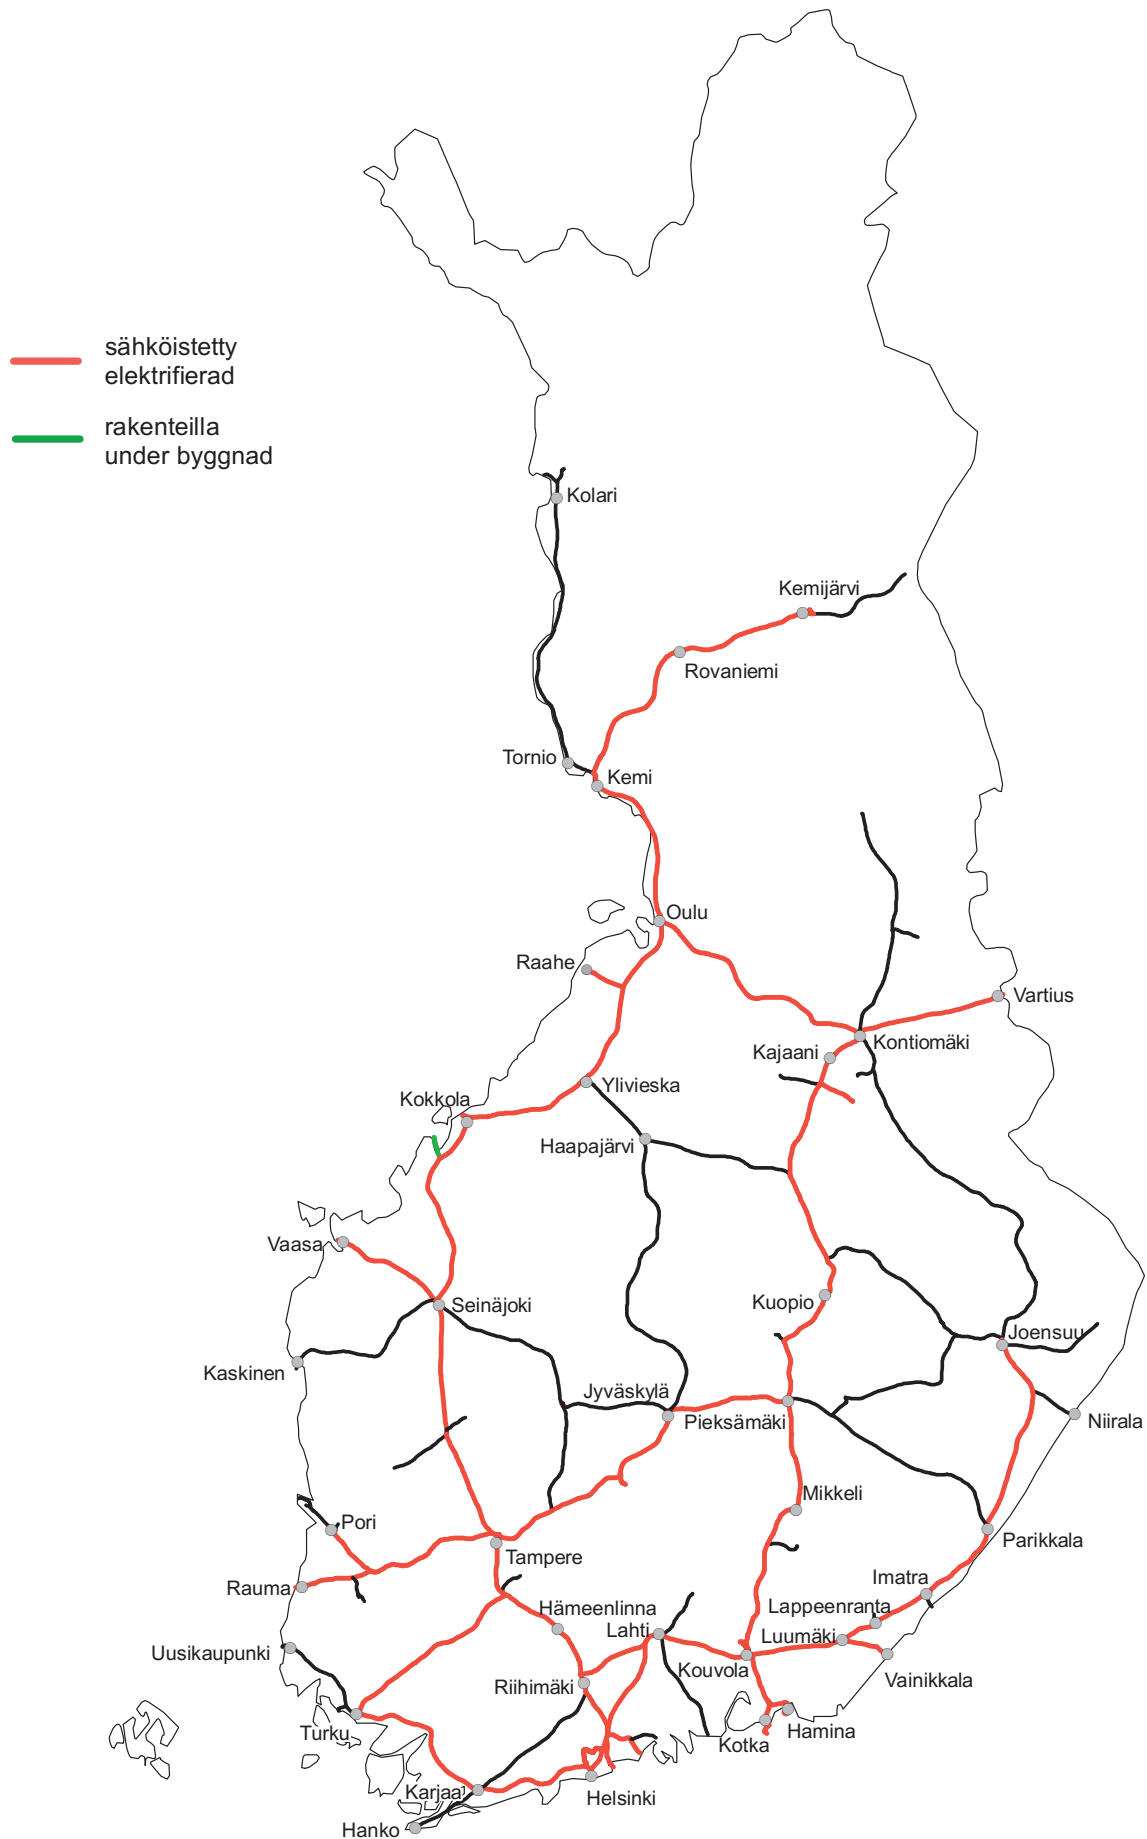 sähköistetty
elektrifierad
rakenteilla
under byggnad
Kolari
Kemijärvi
Rovaniemi
Tornio
Kemi
Oulu
Raahe
Vartius
Kontiomäki
Kajaani
Ylivieska
Kokkola
Haapajärvi
Vaasa
Kuopio
Seinäjoki
Joensuu
Kaskinen
Jyväskylä
Pieksämäki
Niirala
Mikkeli
Pori
Parikkala
Tampere
Imatra
Rauma
Lappeenranta
Hämeenlinna
Lahti
Luumäki
Uusikaupunki
Kouvola
Vainikkala
Riihimäki
Turku
Hamina
Kotka
Karjaa
Helsinki
Hanko